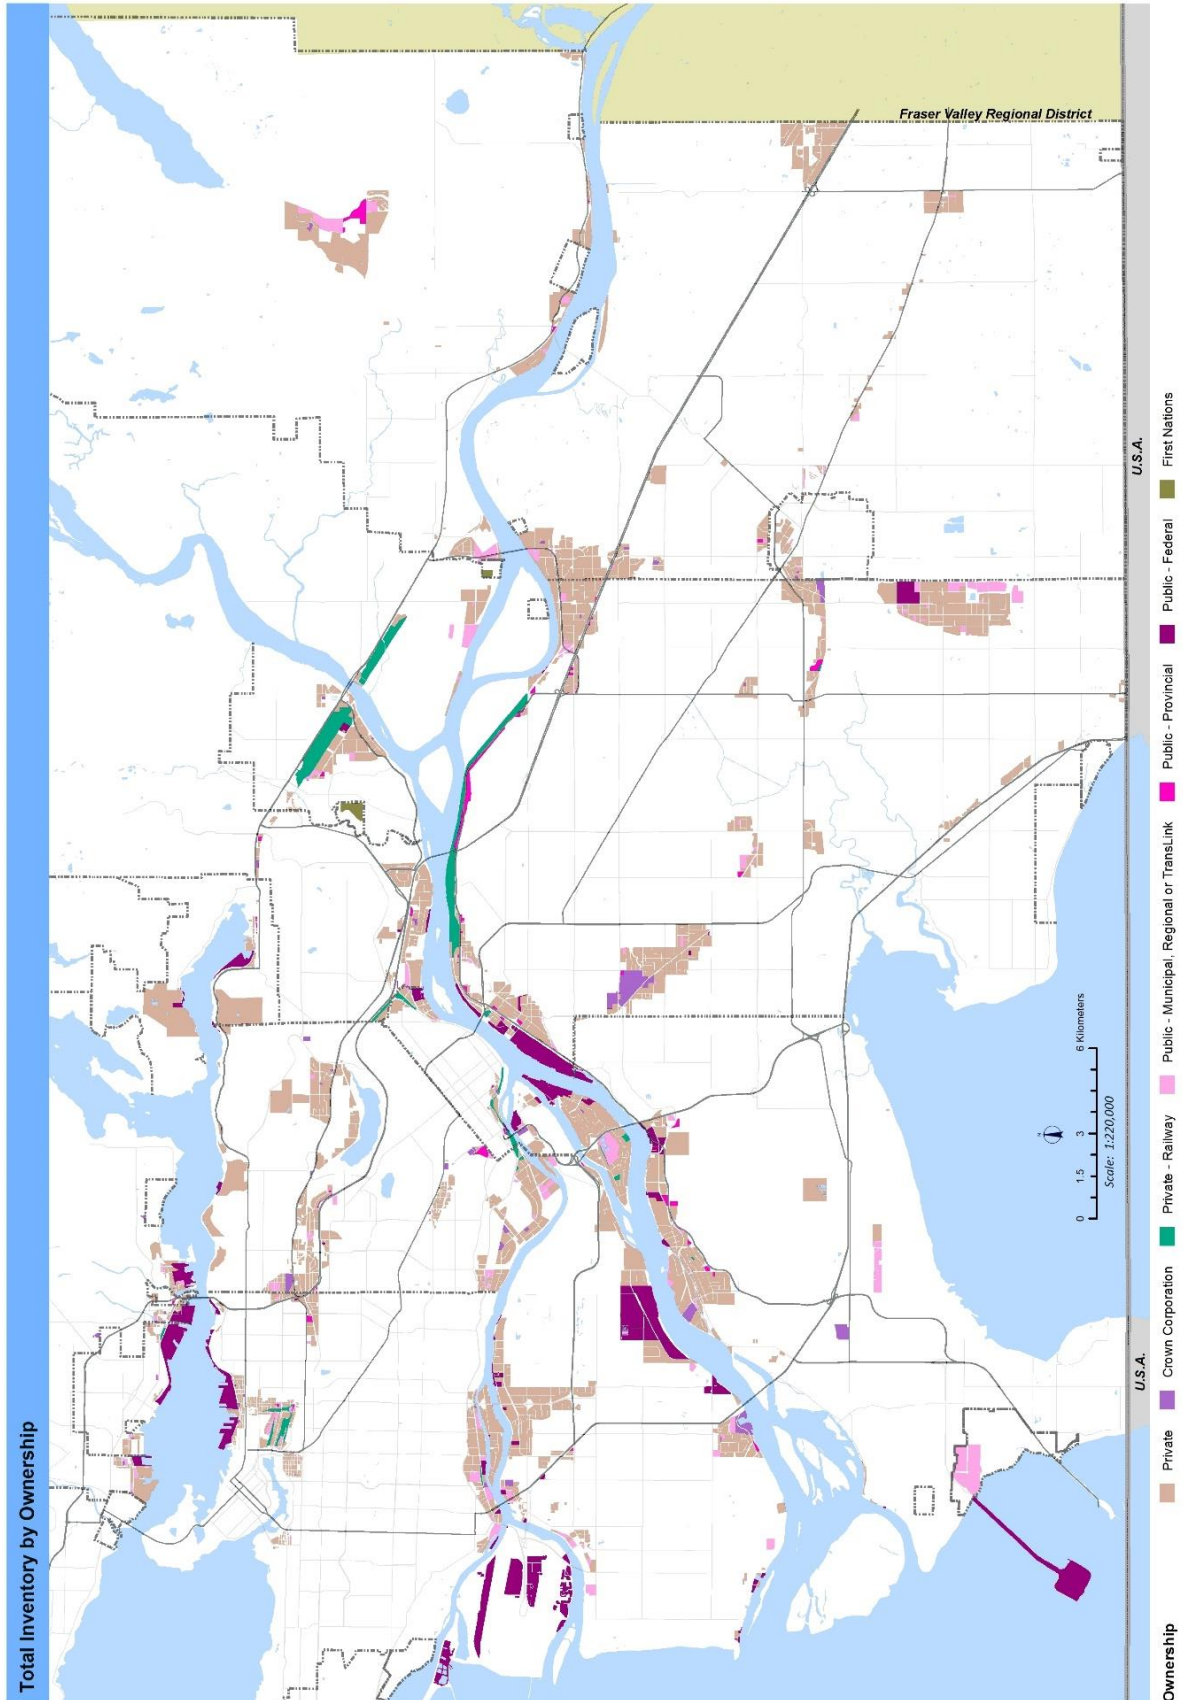 Total Inventory by Ownership
Fraser Valley Regional District
U.S.A.
U.S.A.
N
0 1.5 3 6 Kilometers
Scale: 1:220,000
Ownership
Private
Crown Corporation
Private - Railway
Public - Municipal, Regional or TransLink
Public - Provincial
Public - Federal
First Nations